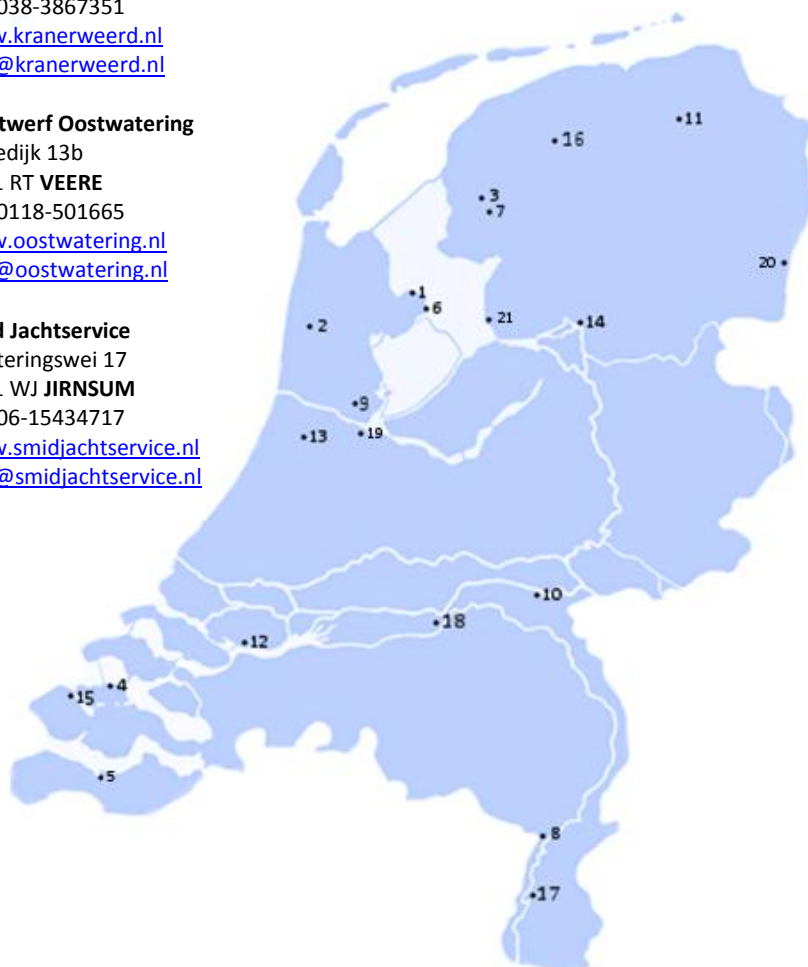 038-3867351
w.kranerweerd.nl
@kranerweerd.nl
twerf Oostwatering
edijk 13b
RT VEERE
0118-501665
w.oostwatering.nl
@oostwatering.nl
d Jachtservice
teringswei 17
WJ JIRNSUM
06-15434717
w.smidjachtservice.nl
@smidjachtservice.nl
11
16
3
7
20
1
6
2
21
14
9
13
19
10
18
12
4
15
5
8
17